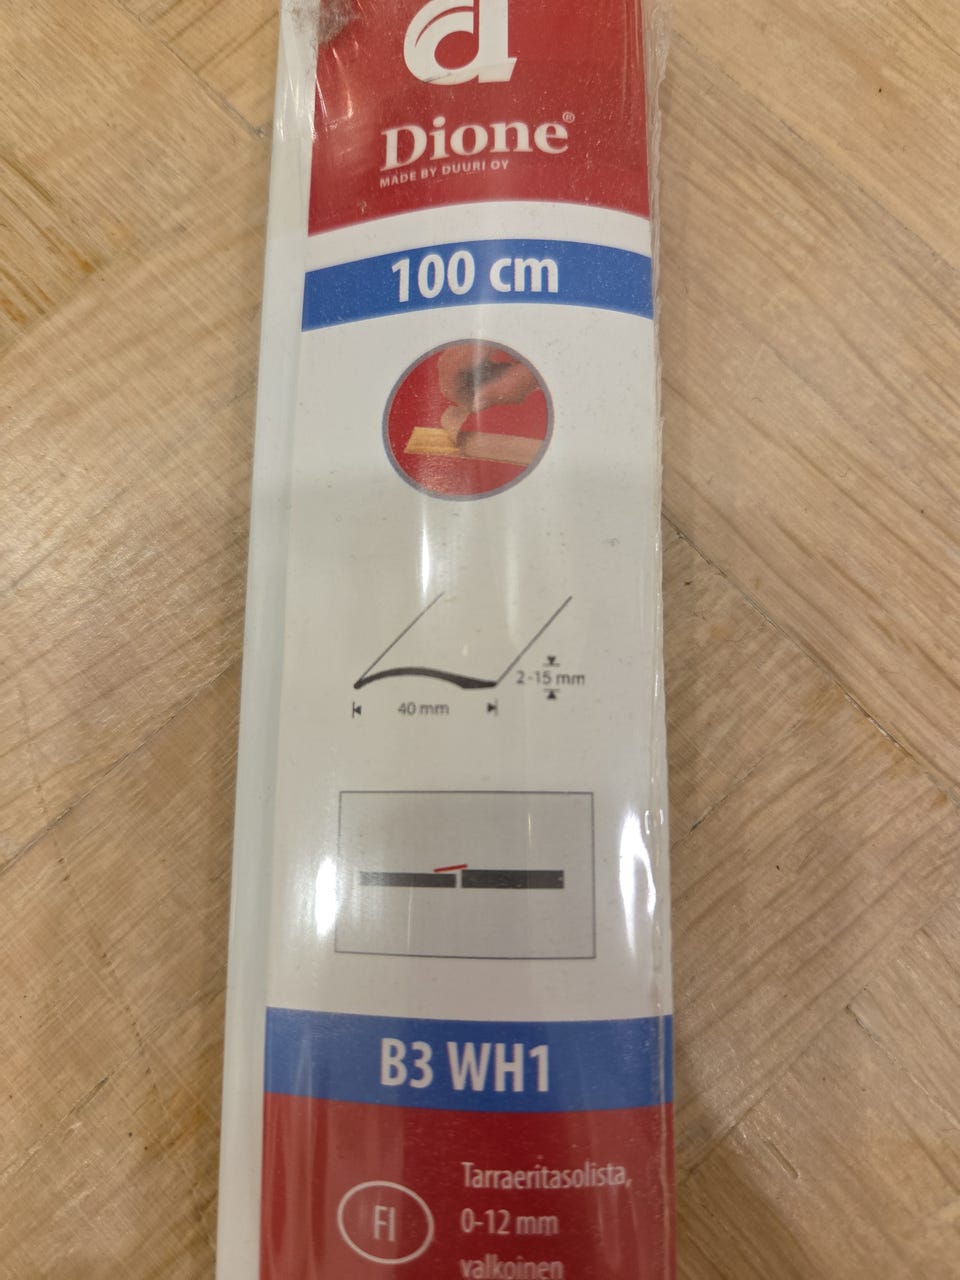 d
Dione®
MADE BY DUURI OY
100 cm
2-15 mm
40 mm
B3 WH1
FI
Tarraeritasolista,
0-12 mm
valkoinen